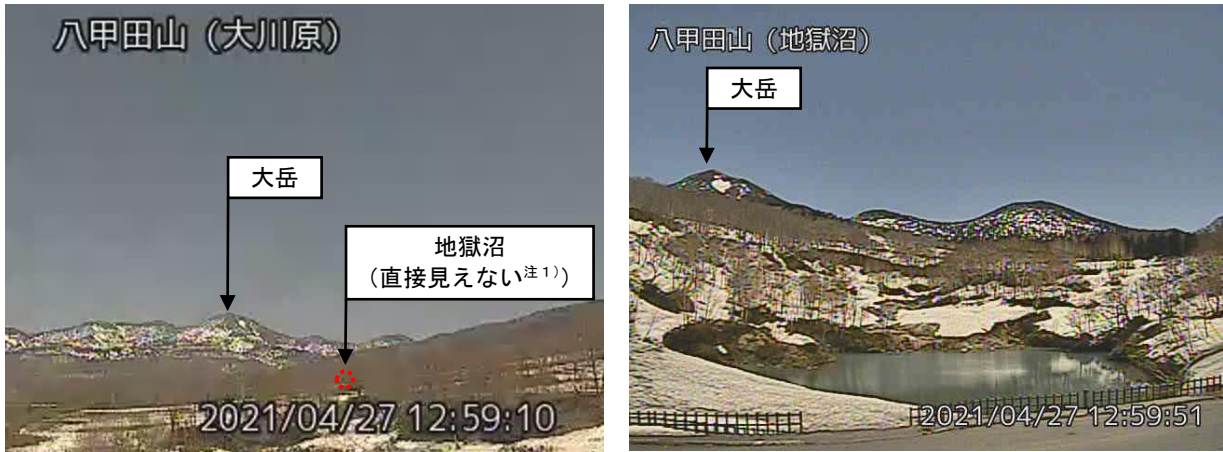 八甲田山（大川原）
大岳
地獄沼
（直接見えない注１））
2021/04/27 12:59:10
八甲田山（地獄沼）
大岳
2021/04/27 12:59:51